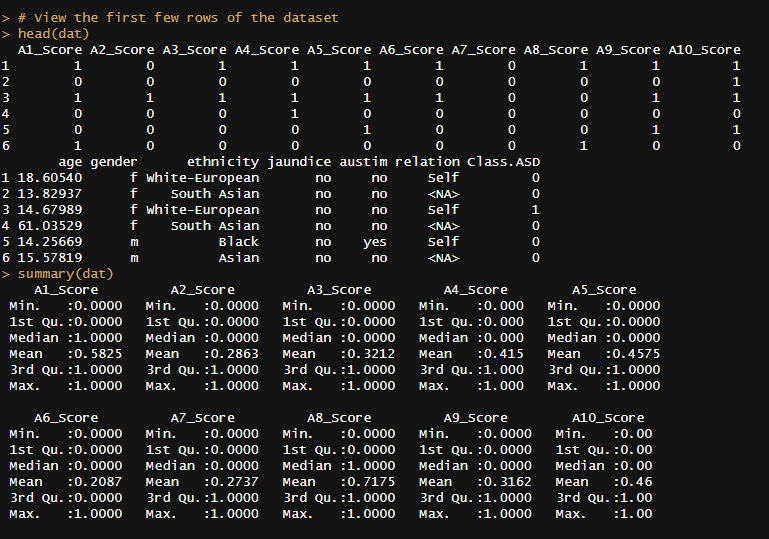 > # View the first few rows of the dataset
> head(dat)
  A1_Score A2_Score A3_Score A4_Score A5_Score A6_Score A7_Score A8_Score A9_Score A10_Score
1        1        0        1        1        1        1        0        1        1         1
2        0        0        0        0        0        0        0        0        0         1
3        1        1        1        1        1        1        0        0        1         1
4        0        0        0        1        0        0        0        0        0         0
5        0        0        0        0        1        0        0        0        1         1
6        1        0        0        0        0        0        0        1        0         0
       age gender      ethnicity jaundice austim relation Class.ASD
1 18.60540      f White-European       no     no     Self         0
2 13.82937      f    South Asian       no     no     <NA>         0
3 14.67989      f White-European       no     no     Self         1
4 61.03529      f    South Asian       no     no     <NA>         0
5 14.25669      m          Black       no    yes     Self         0
6 15.57819      m          Asian       no     no     <NA>         0
> summary(dat)
    A1_Score         A2_Score         A3_Score         A4_Score        A5_Score
 Min.   :0.0000   Min.   :0.0000   Min.   :0.0000   Min.   :0.000   Min.   :0.0000
 1st Qu.:0.0000   1st Qu.:0.0000   1st Qu.:0.0000   1st Qu.:0.000   1st Qu.:0.0000
 Median :1.0000   Median :0.0000   Median :0.0000   Median :0.000   Median :0.0000
 Mean   :0.5825   Mean   :0.2863   Mean   :0.3212   Mean   :0.415   Mean   :0.4575
 3rd Qu.:1.0000   3rd Qu.:1.0000   3rd Qu.:1.0000   3rd Qu.:1.000   3rd Qu.:1.0000
 Max.   :1.0000   Max.   :1.0000   Max.   :1.0000   Max.   :1.000   Max.   :1.0000

    A6_Score         A7_Score         A8_Score         A9_Score        A10_Score
 Min.   :0.0000   Min.   :0.0000   Min.   :0.0000   Min.   :0.0000   Min.   :0.00
 1st Qu.:0.0000   1st Qu.:0.0000   1st Qu.:0.0000   1st Qu.:0.0000   1st Qu.:0.00
 Median :0.0000   Median :0.0000   Median :1.0000   Median :0.0000   Median :0.00
 Mean   :0.2087   Mean   :0.2737   Mean   :0.7175   Mean   :0.3162   Mean   :0.46
 3rd Qu.:0.0000   3rd Qu.:1.0000   3rd Qu.:1.0000   3rd Qu.:1.0000   3rd Qu.:1.00
 Max.   :1.0000   Max.   :1.0000   Max.   :1.0000   Max.   :1.0000   Max.   :1.00